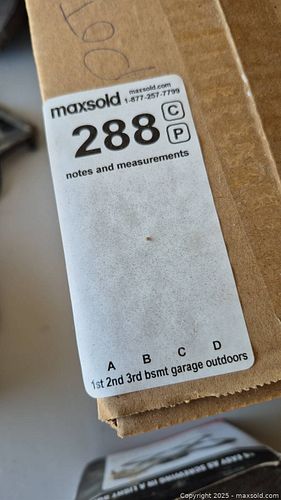 maxsold
maxsold.com
1-877-257-7799
288
C
P
notes and measurements
A B C D
1st 2nd 3rd bsmt garage outdoors
Copyright 2025 - maxsold.com